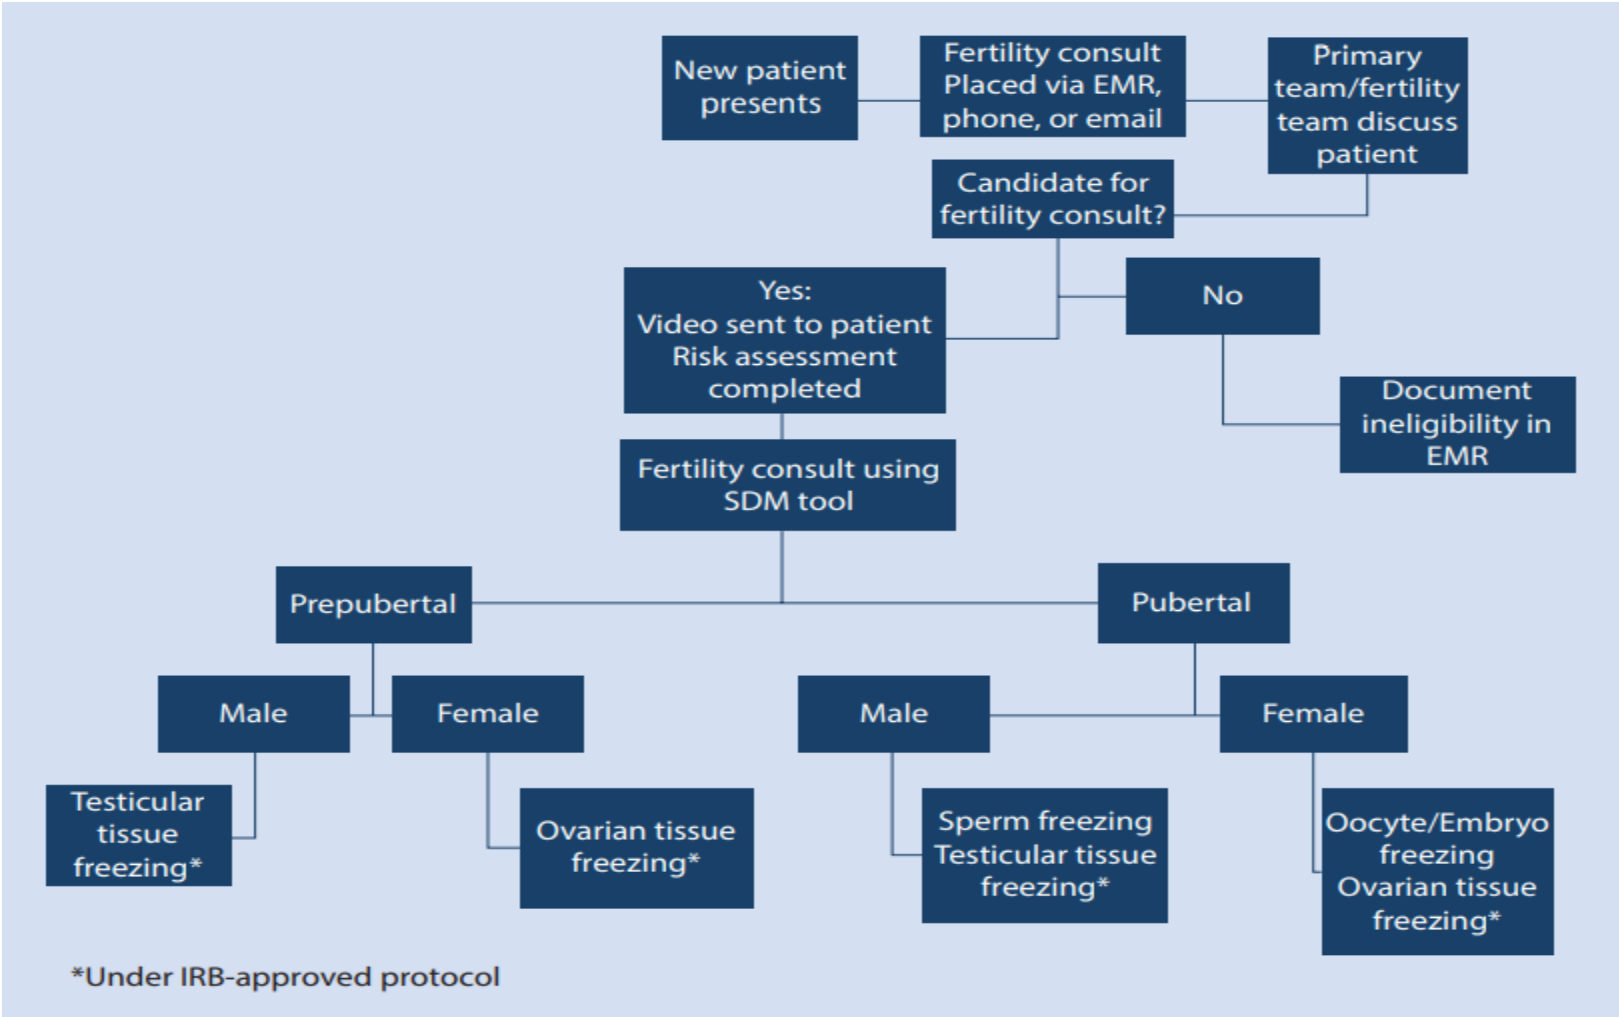 New patient
presents
Fertility consult
Placed via EMR,
phone, or email
Primary
team/fertility
team discuss
patient
Candidate for
fertility consult?
Yes:
Video sent to patient
Risk assessment
completed
No
Document
ineligibility in
EMR
Fertility consult using
SDM tool
Prepubertal
Pubertal
Male
Female
Male
Female
Testicular
tissue
freezing*
Ovarian tissue
freezing*
Sperm freezing
Testicular tissue
freezing*
Oocyte/Embryo
freezing
Ovarian tissue
freezing*
*Under IRB-approved protocol